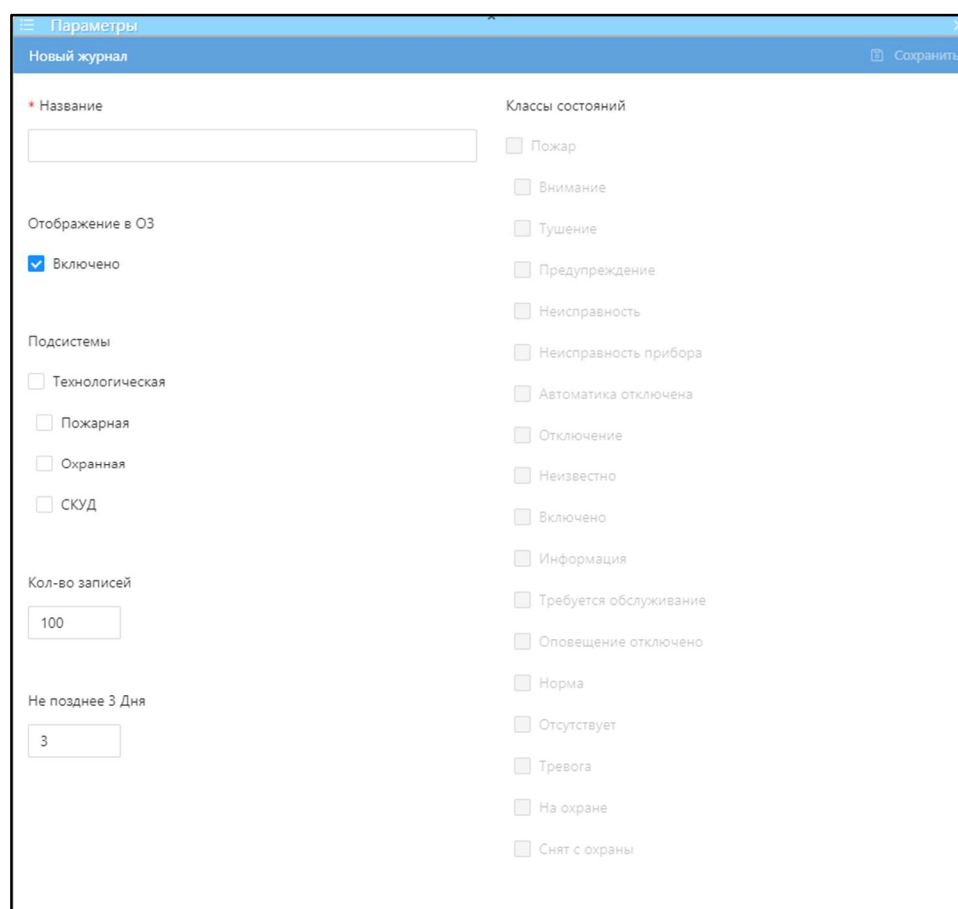 Параметры
Новый журнал
Сохранить
* Название
Отображение в ОЗ
Включено
Подсистемы
Технологическая
Пожарная
Охранная
СКУД
Кол-во записей
100
Не позднее 3 Дня
3
Классы состояний
Пожар
Внимание
Тушение
Предупреждение
Неисправность
Неисправность прибора
Автоматика отключена
Отключение
Неизвестно
Включено
Информация
Требуется обслуживание
Оповещение отключено
Норма
Отсутствует
Тревога
На охране
Снят с охраны